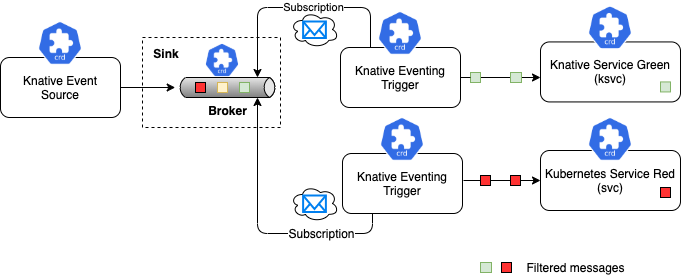 Subscription
crd
crd
crd
Sink
crd
Knative Event
Source
Knative Eventing
Trigger
Knative Service Green
(ksvc)
Broker
crd
crd
Knative Eventing
Trigger
Kubernetes Service Red
(svc)
Subscription
Filtered messages